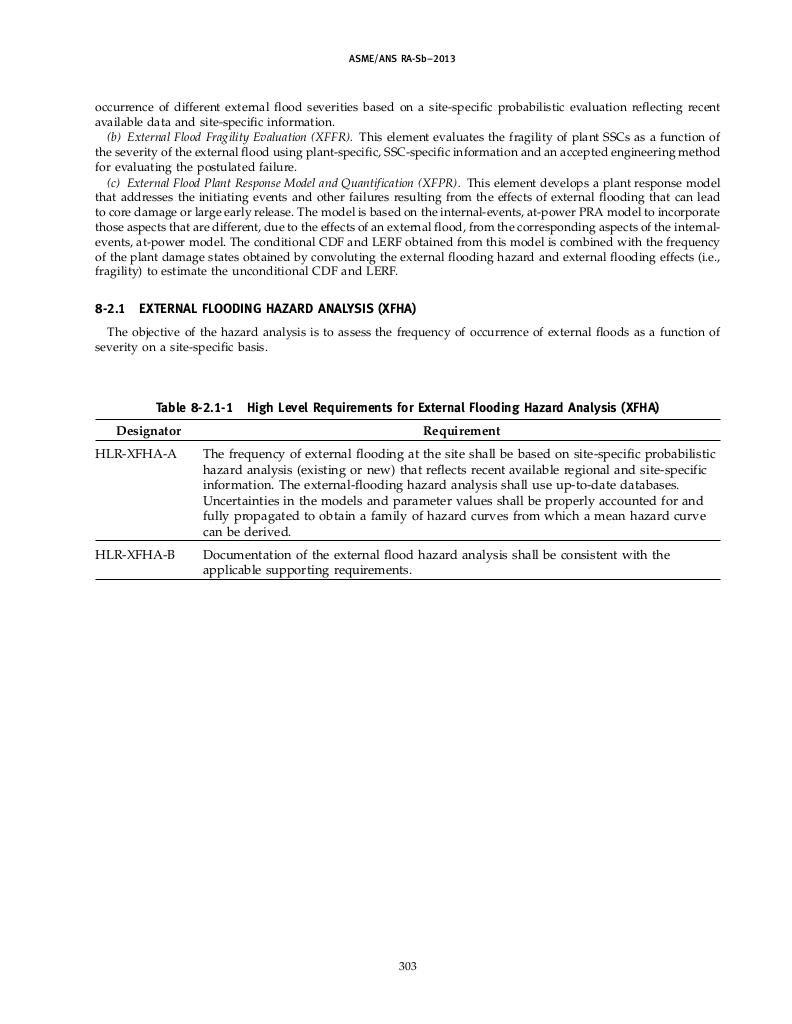 ASME/ANS RA-Sb–2013
occurrence of different external flood severities based on a site-specific probabilistic evaluation reflecting recent
available data and site-specific information.
(b) External Flood Fragility Evaluation (XFFR). This element evaluates the fragility of plant SSCs as a function of
the severity of the external flood using plant-specific, SSC-specific information and an accepted engineering method
for evaluating the postulated failure.
(c) External Flood Plant Response Model and Quantification (XFPR). This element develops a plant response model
that addresses the initiating events and other failures resulting from the effects of external flooding that can lead
to core damage or large early release. The model is based on the internal-events, at-power PRA model to incorporate
those aspects that are different, due to the effects of an external flood, from the corresponding aspects of the internal-
events, at-power model. The conditional CDF and LERF obtained from this model is combined with the frequency
of the plant damage states obtained by convoluting the external flooding hazard and external flooding effects (i.e.,
fragility) to estimate the unconditional CDF and LERF.
8-2.1 EXTERNAL FLOODING HAZARD ANALYSIS (XFHA)
The objective of the hazard analysis is to assess the frequency of occurrence of external floods as a function of
severity on a site-specific basis.
Table 8-2.1-1 High Level Requirements for External Flooding Hazard Analysis (XFHA)
Designator Requirement
HLR-XFHA-A The frequency of external flooding at the site shall be based on site-specific probabilistic
hazard analysis (existing or new) that reflects recent available regional and site-specific
information. The external-flooding hazard analysis shall use up-to-date databases.
Uncertainties in the models and parameter values shall be properly accounted for and
fully propagated to obtain a family of hazard curves from which a mean hazard curve
can be derived.
HLR-XFHA-B Documentation of the external flood hazard analysis shall be consistent with the
applicable supporting requirements.
303